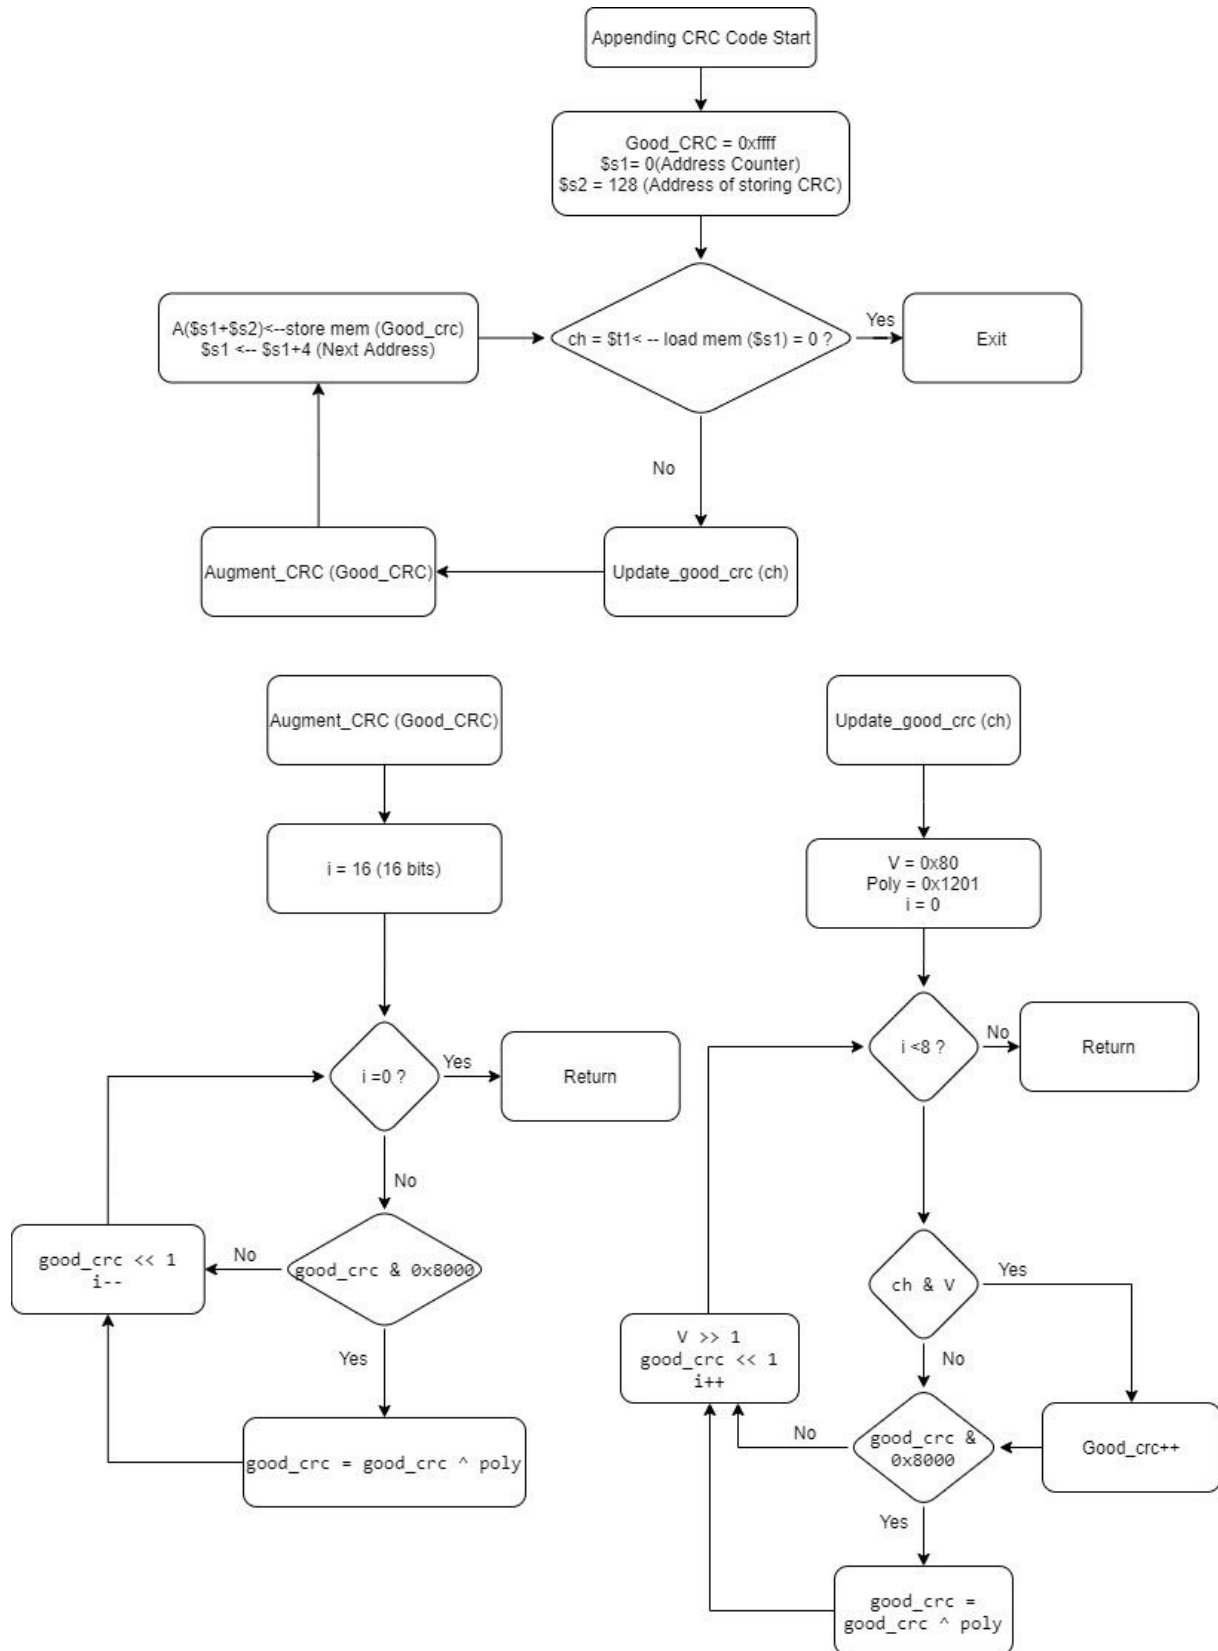 Appending CRC Code Start
Good_CRC = 0xffff
$s1= 0(Address Counter)
$s2 = 128 (Address of storing CRC)
A($s1+$s2)<--store mem (Good_crc)
$s1 <-- $s1+4 (Next Address)
ch = $t1< -- load mem ($s1) = 0 ?
Yes
Exit
No
Augment_CRC (Good_CRC)
Update_good_crc (ch)
Augment_CRC (Good_CRC)
i = 16 (16 bits)
i =0 ?
Yes
Return
No
good_crc << 1
i--
No
good_crc & 0x8000
Yes
good_crc = good_crc ^ poly
Update_good_crc (ch)
V = 0x80
Poly = 0x1201
i = 0
i <8 ?
No
Return
ch & V
Yes
No
V >> 1
good_crc << 1
i++
No
good_crc &
0x8000
Good_crc++
Yes
good_crc =
good_crc ^ poly